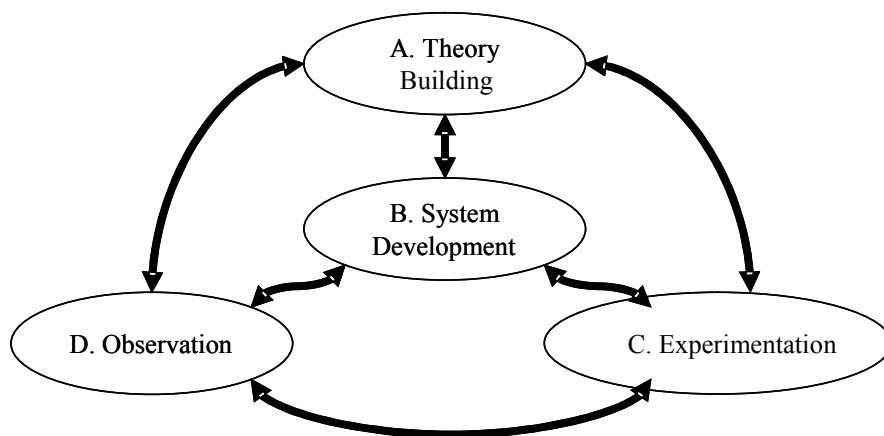 A. Theory
Building
B. System
Development
D. Observation
C. Experimentation